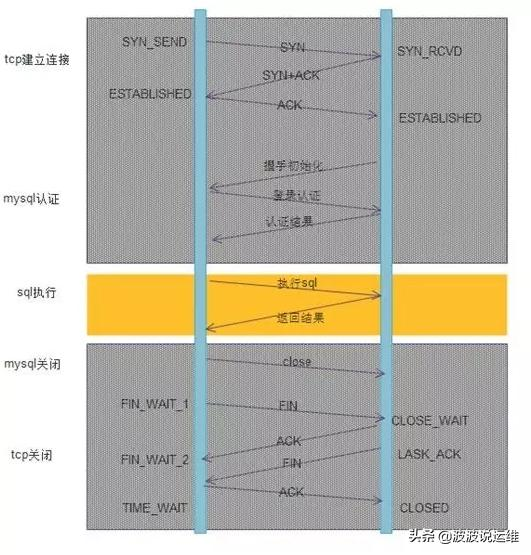 SYN_SEND
SYN
tcp建立连接
SYN_RCVD
SYN+ACK
ESTABLISHED
ACK
ESTABLISHED
握手初始化
mysql认证
登录认证
认证结果
执行sql
sql执行
返回结果
mysql关闭
close
FIN_WAIT_1
FIN
CLOSE_WAIT
ACK
tcp关闭
FIN_WAIT_2
FIN
LASK_ACK
ACK
TIME_WAIT
CLOSED
头条 @波波说运维